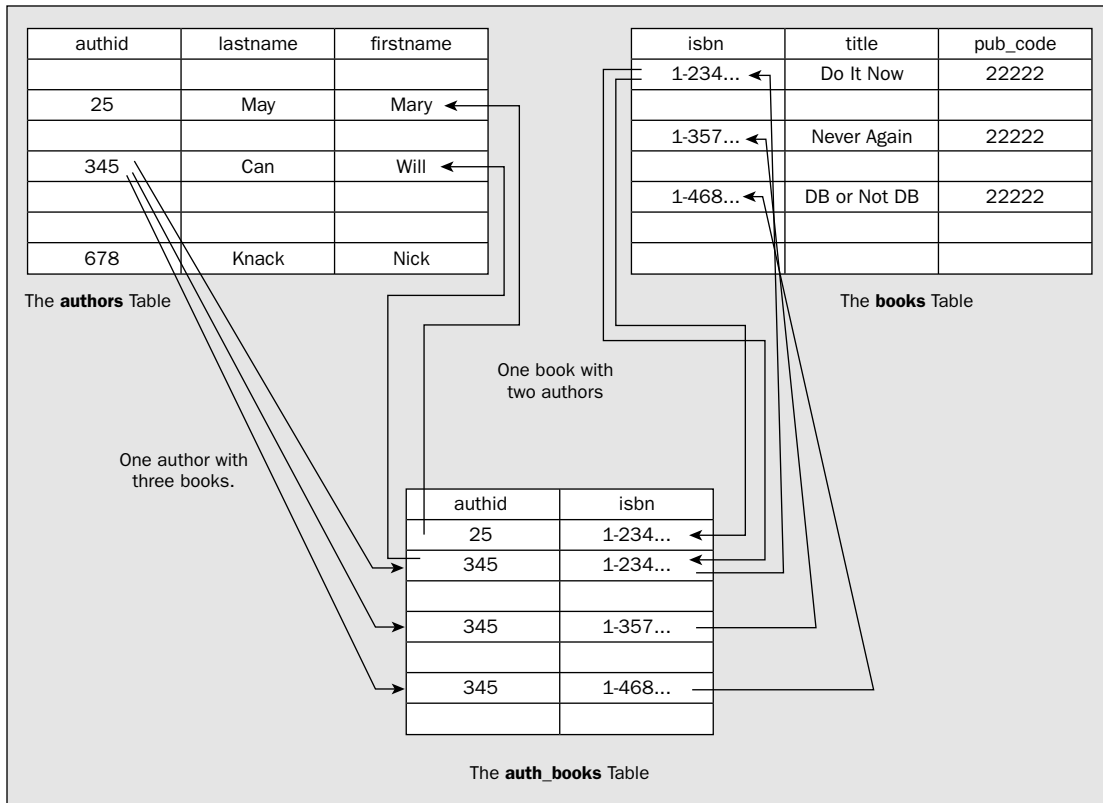 authid lastname firstname
25 May Mary
345 Can Will
678 Knack Nick
The authors Table
isbn title pub_code
1-234... Do It Now 22222
1-357... Never Again 22222
1-468... DB or Not DB 22222
The books Table
One book with
two authors
One author with
three books.
authid isbn
25 1-234...
345 1-234...
345 1-357...
345 1-468...
The auth_books Table